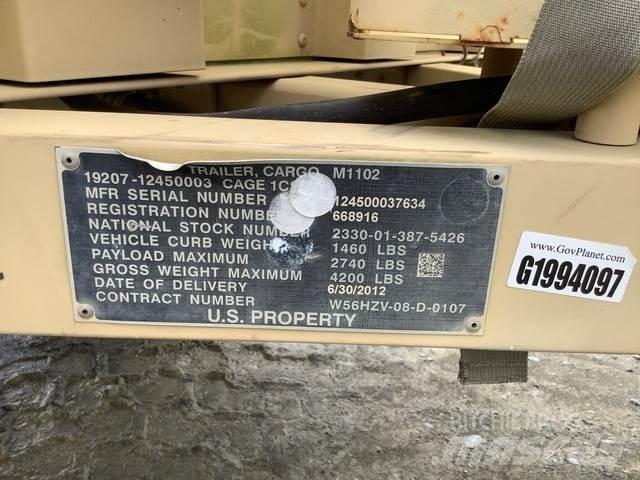 TRAILER, CARGO M1102
19207-12450003 CAGE
MFR SERIAL NUMBER 124500037634
REGISTRATION NUMBER 668916
NATIONAL STOCK NUMBER 2330-01-387-5426
VEHICLE CURB WEIGHT 1460 LBS
PAYLOAD MAXIMUM 2740 LBS
GROSS WEIGHT MAXIMUM 4200 LBS
DATE OF DELIVERY 6/30/2012
CONTRACT NUMBER W56HZV-08-D-0107
U.S. PROPERTY
www.GovPlanet.com
G1994097